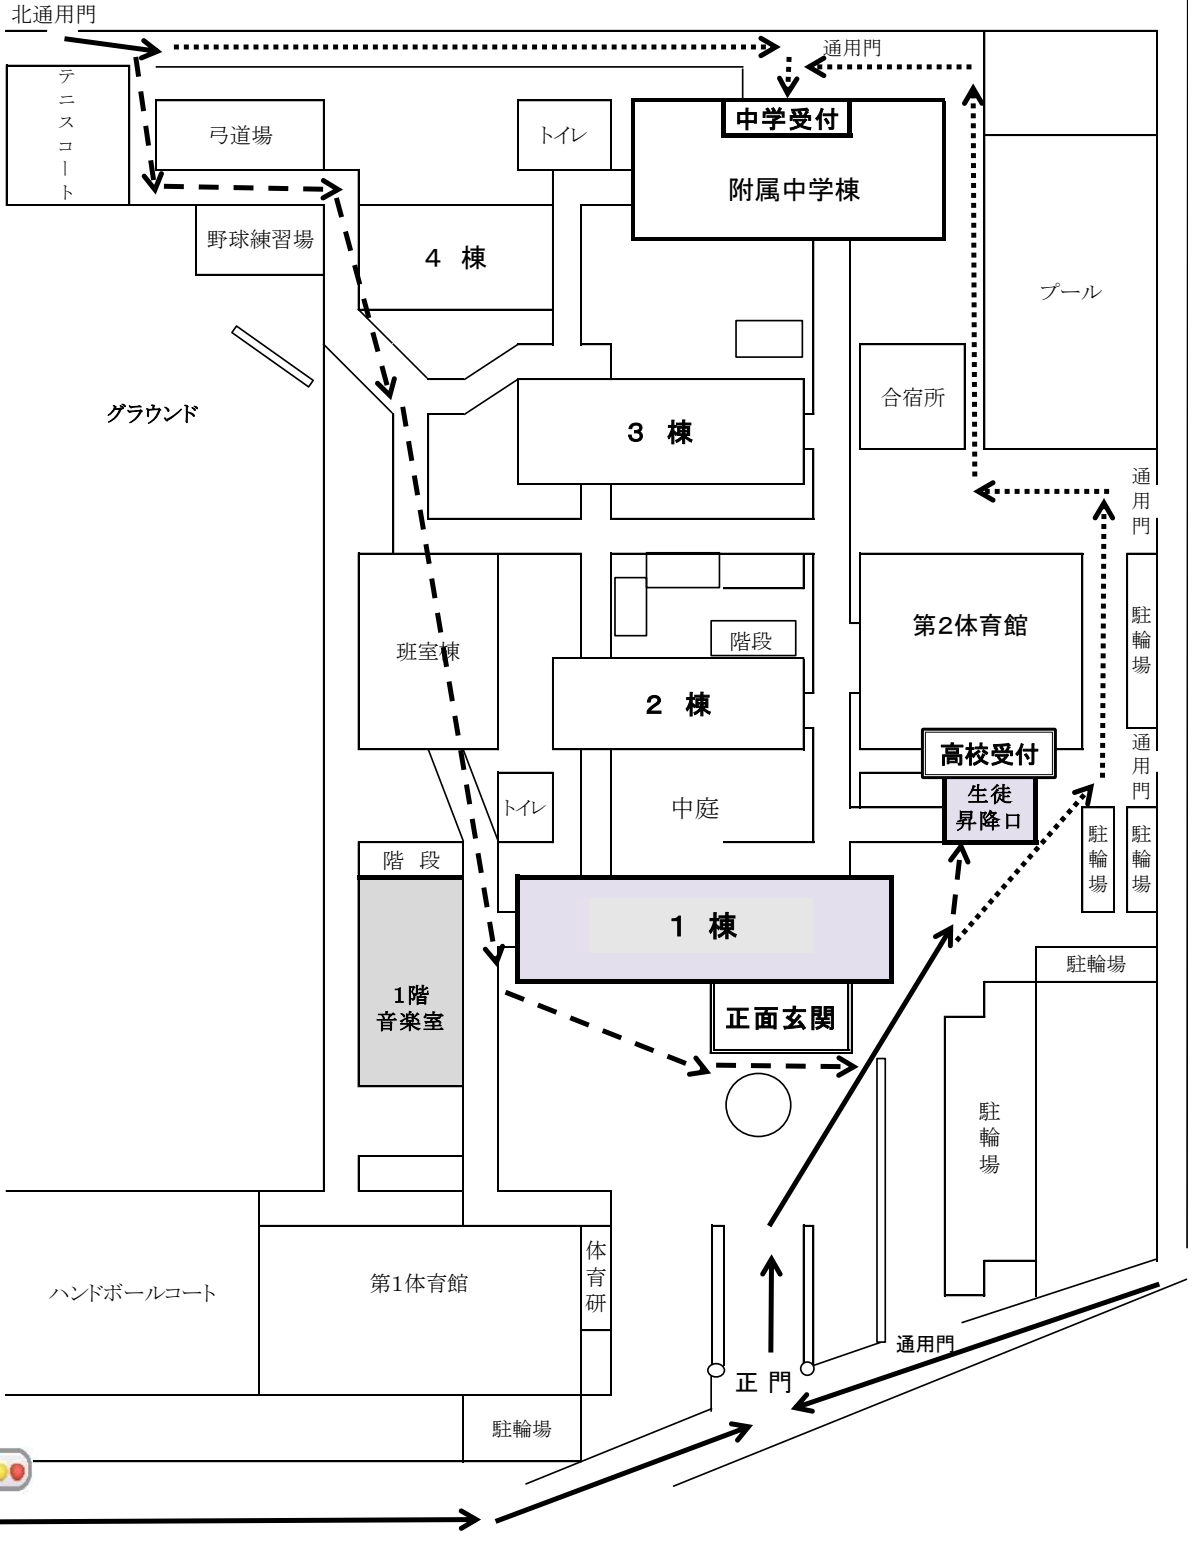 北通用門
通用門
テニスコート
弓道場
トイレ
中学受付
附属中学棟
野球練習場
４　棟
プール
合宿所
グラウンド
３　棟
通用門
班室棟
階段
第２体育館
駐輪場
２　棟
高校受付
通用門
生徒
昇降口
トイレ
中庭
駐輪場
駐輪場
階　段
１　棟
駐輪場
１階
音楽室
正面玄関
駐輪場
ハンドボールコート
第１体育館
体育研
通用門
正　門
駐輪場